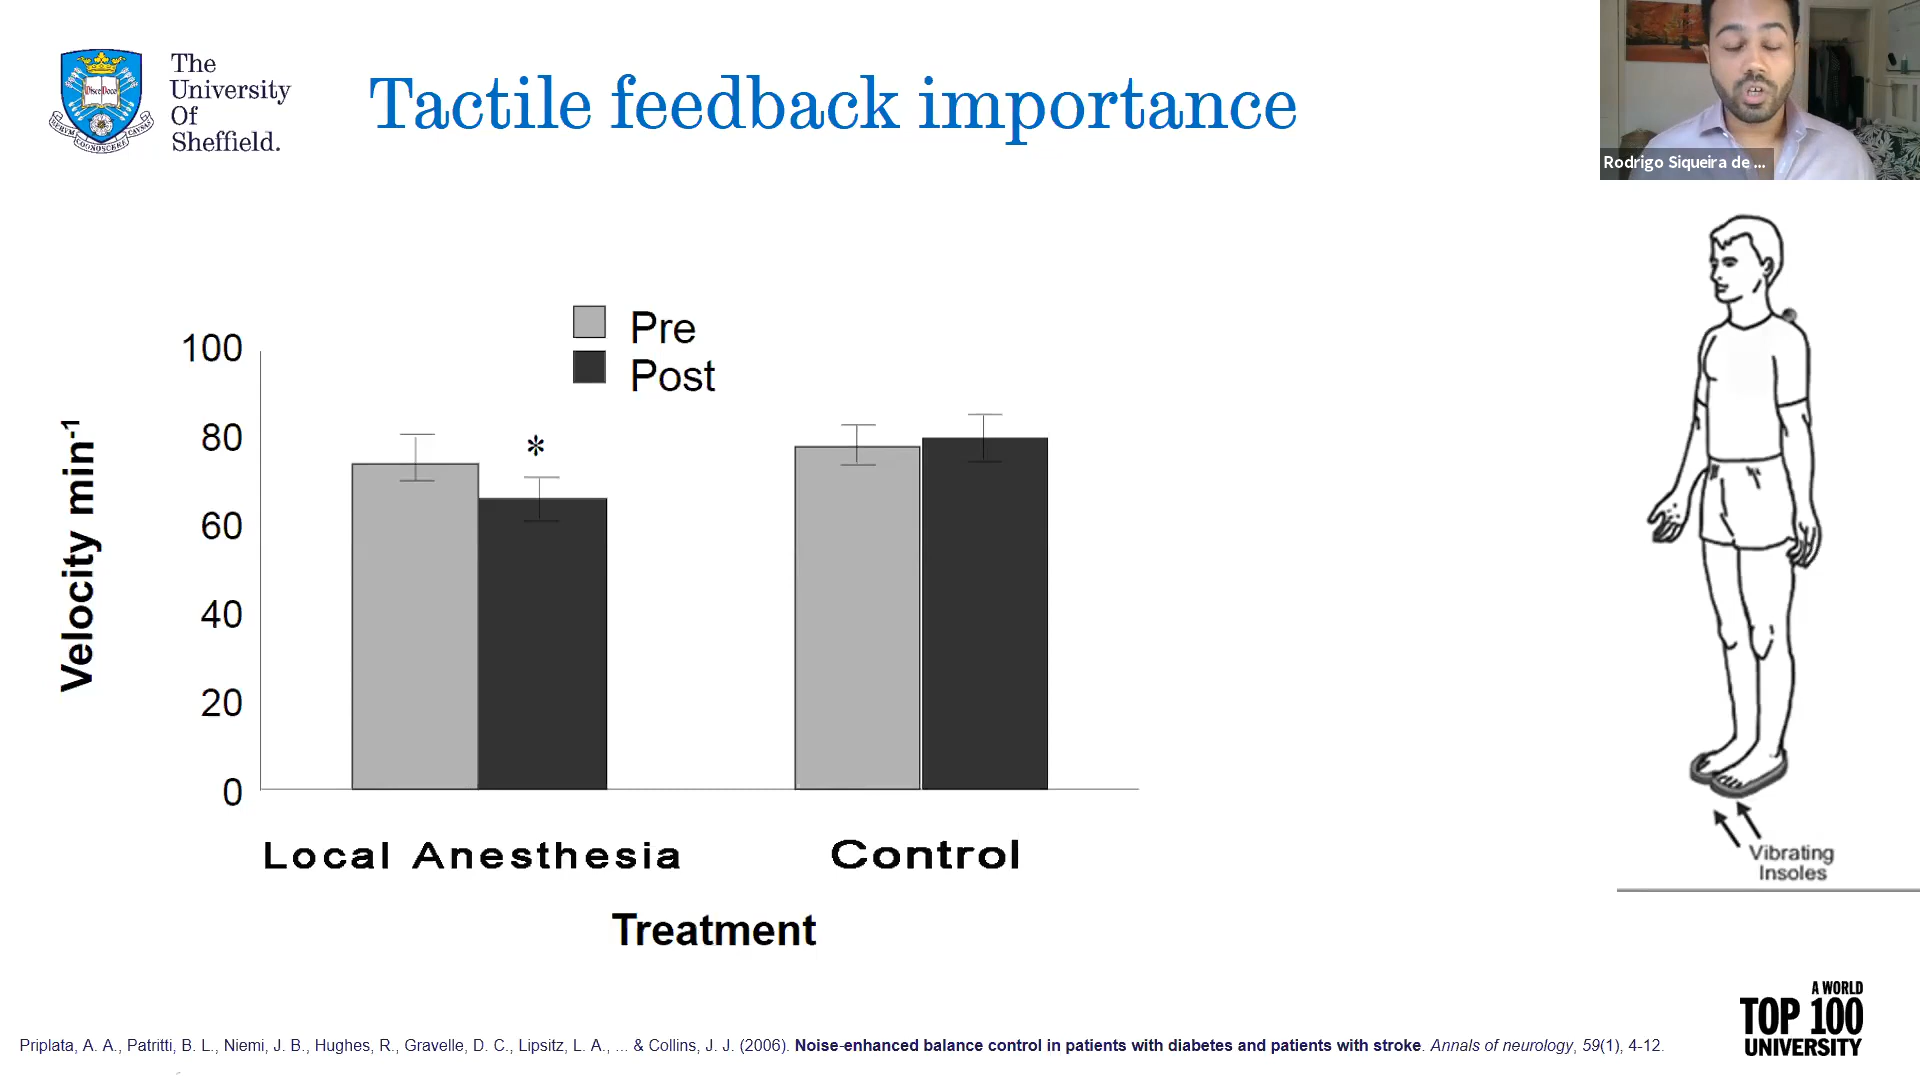 The
University
Of
Sheffield.
Tactile feedback importance
Rodrigo Siqueira de ...
Pre
Post
100
80
60
40
20
0
Velocity min-1
*
Local Anesthesia
Control
Treatment
Vibrating
Insoles
A WORLD
TOP 100
UNIVERSITY
Priplata, A. A., Patritti, B. L., Niemi, J. B., Hughes, R., Gravelle, D. C., Lipsitz, L. A., ... & Collins, J. J. (2006). Noise-enhanced balance control in patients with diabetes and patients with stroke. Annals of neurology, 59(1), 4-12.